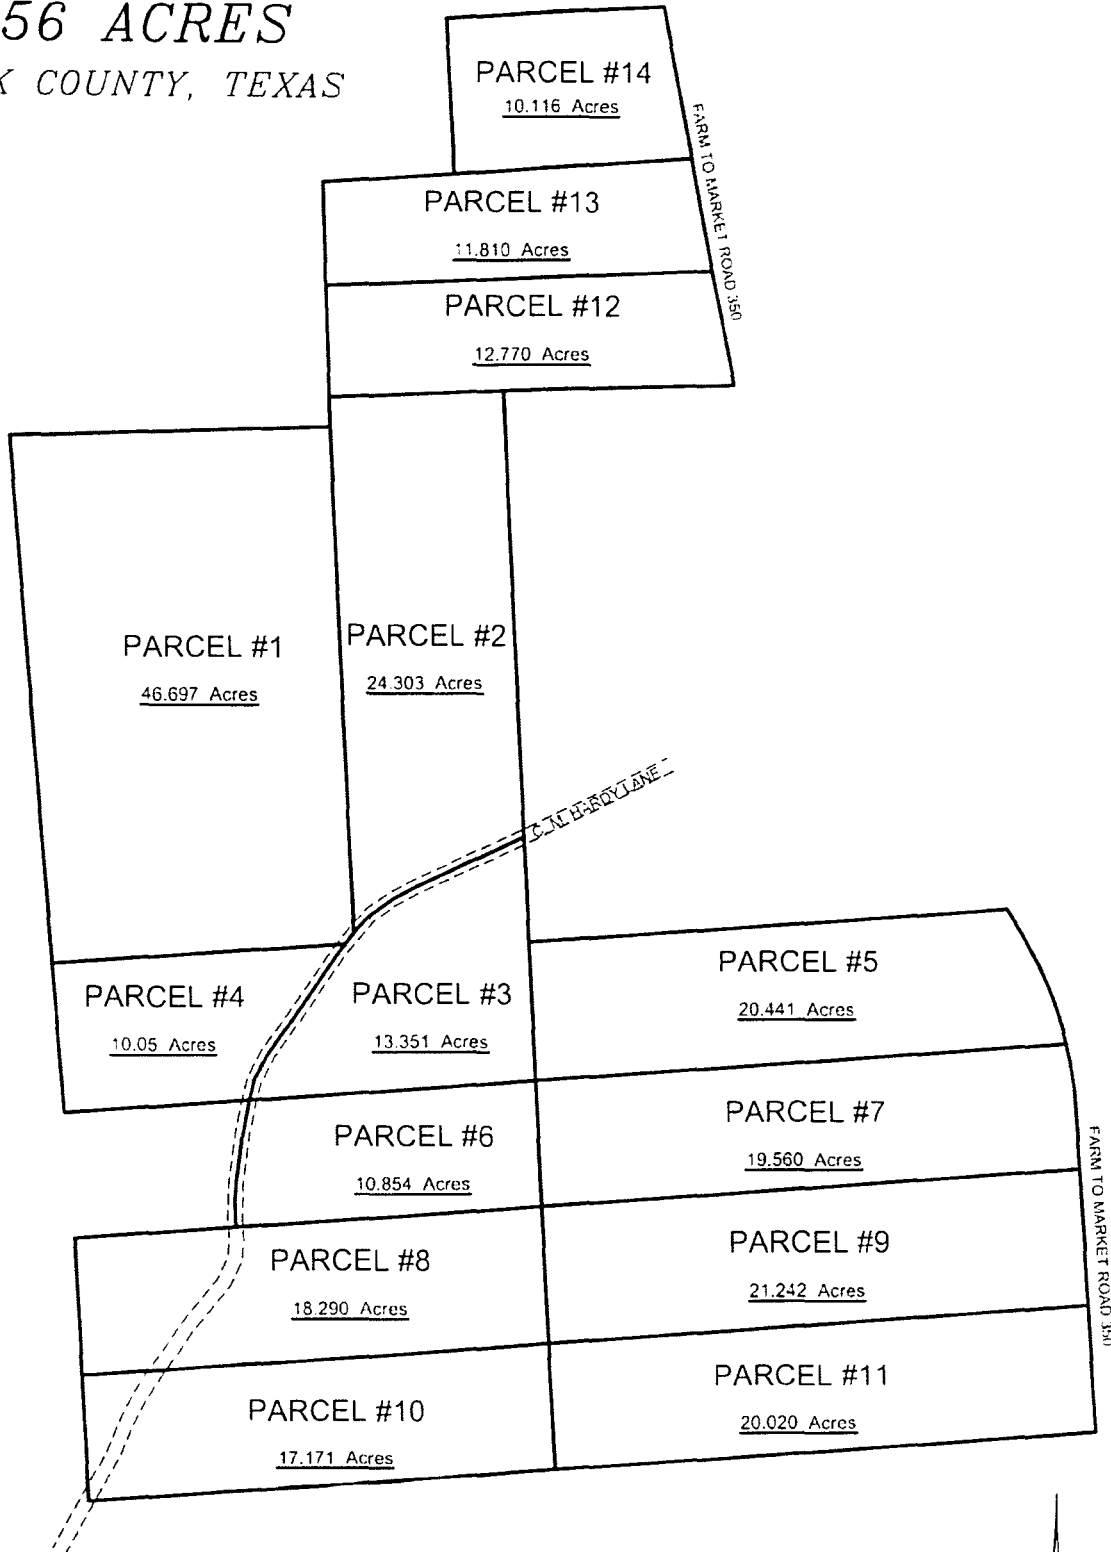 56 ACRES
K COUNTY, TEXAS
PARCEL #14
10.116 Acres
FARM TO MARKET ROAD 350
PARCEL #13
11.810 Acres
PARCEL #12
12.770 Acres
PARCEL #1
46.697 Acres
PARCEL #2
24.303 Acres
C. N. HARDY LANE
PARCEL #5
20.441 Acres
PARCEL #4
10.05 Acres
PARCEL #3
13.351 Acres
PARCEL #7
19.560 Acres
PARCEL #6
10.854 Acres
FARM TO MARKET ROAD 350
PARCEL #9
21.242 Acres
PARCEL #8
18.290 Acres
PARCEL #11
20.020 Acres
PARCEL #10
17.171 Acres